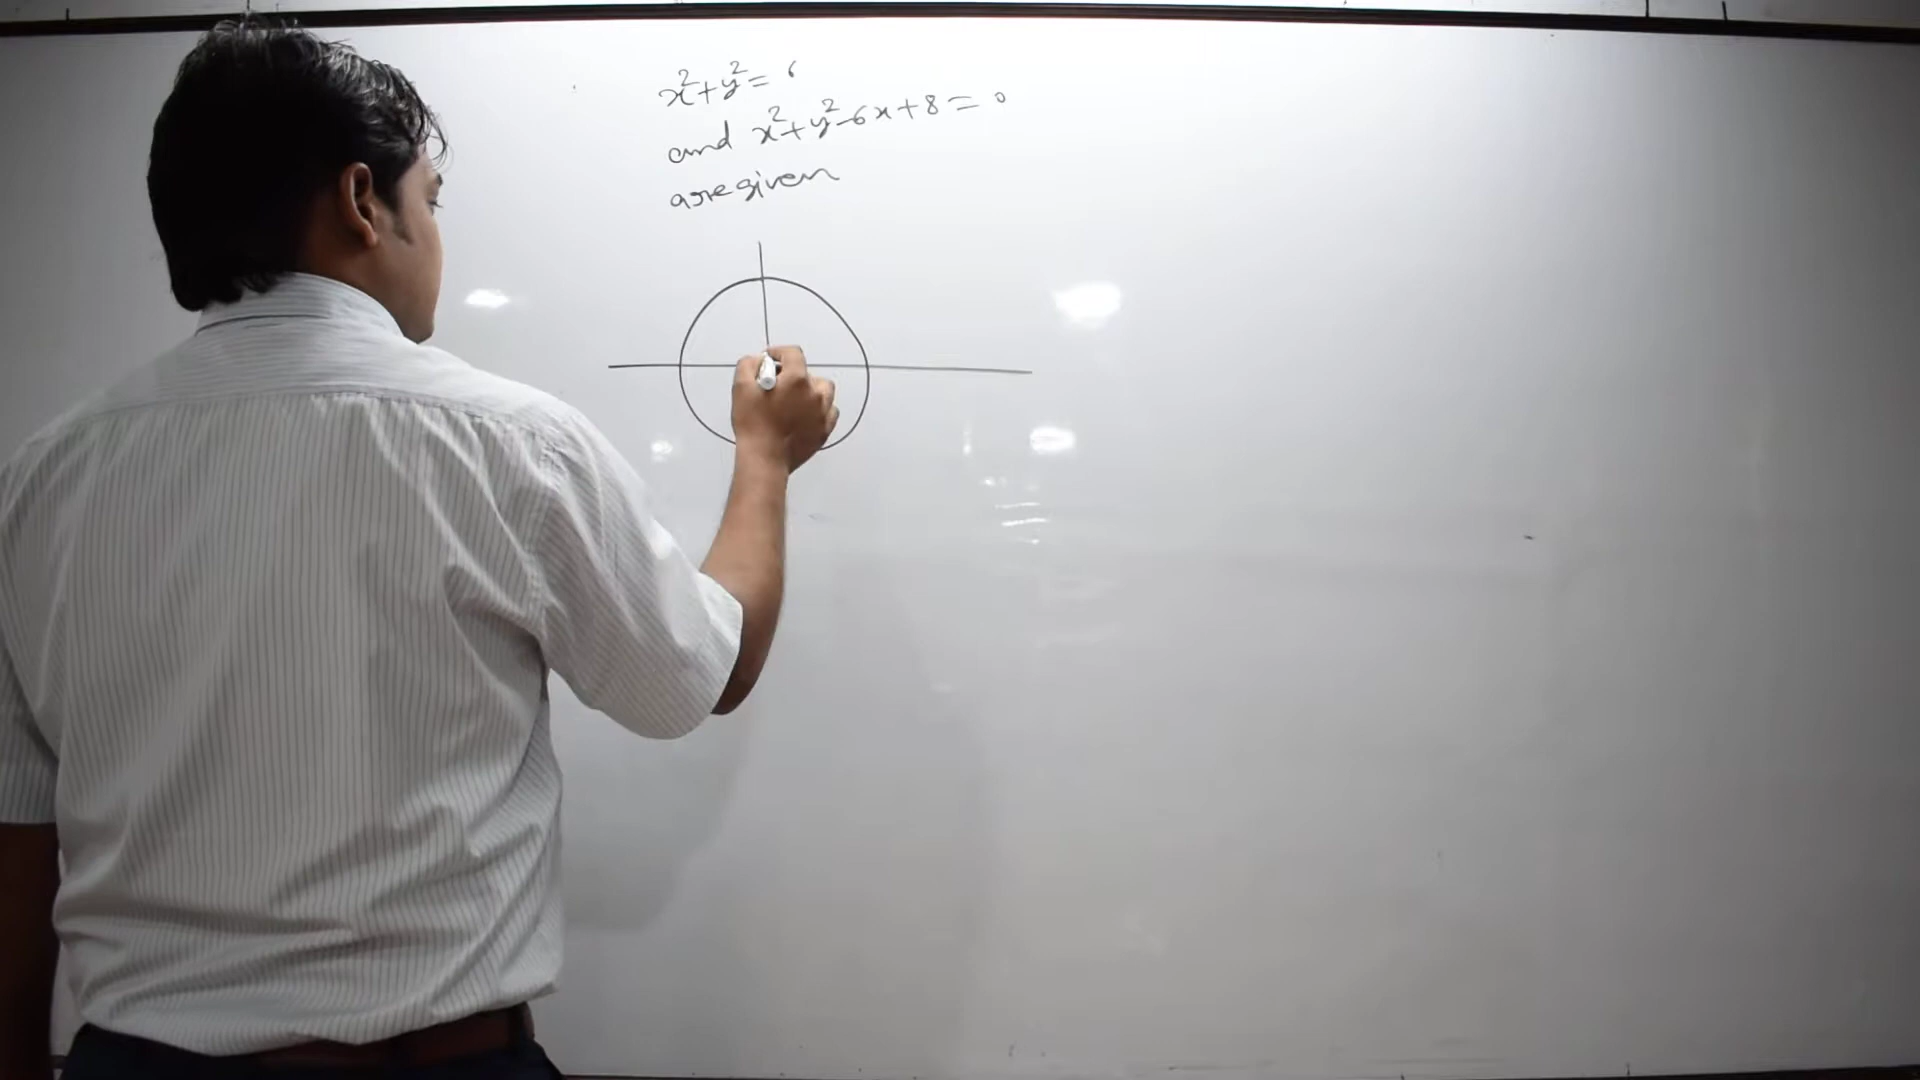 x²+y²= 6
and x²+y²-6x+8=0
are given